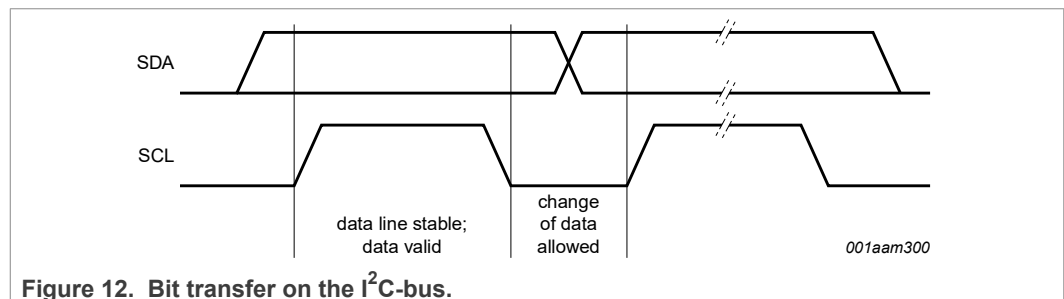 SDA
SCL
data line stable;
data valid
change
of data
allowed
001aam300
Figure 12. Bit transfer on the I²C-bus.